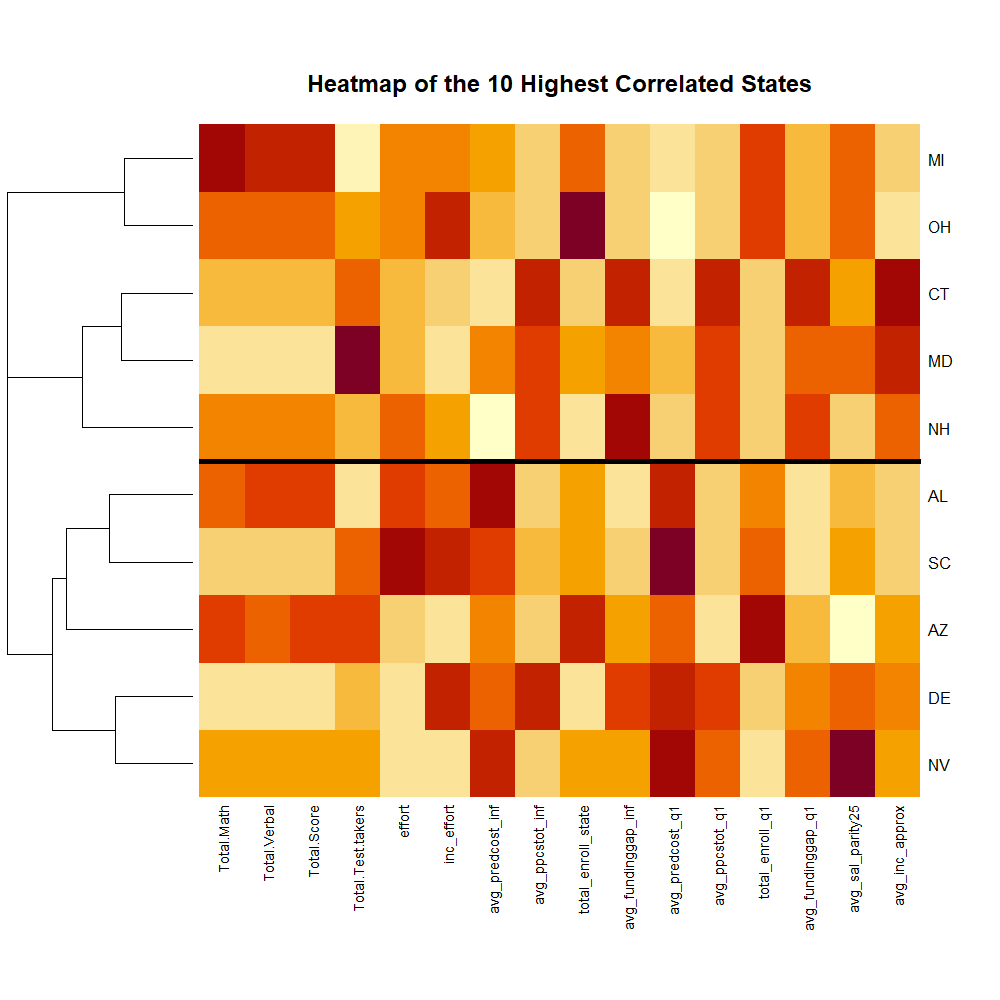 Heatmap of the 10 Highest Correlated States
MI
OH
CT
MD
NH
AL
SC
AZ
DE
NV
Total.Math
Total.Verbal
Total.Score
Total.Test.takers
effort
inc_effort
avg_predcost_inf
avg_ppcstot_inf
total_enroll_state
avg_fundinggap_inf
avg_predcost_q1
avg_ppcstot_q1
total_enroll_q1
avg_fundinggap_q1
avg_sal_parity25
avg_inc_approx